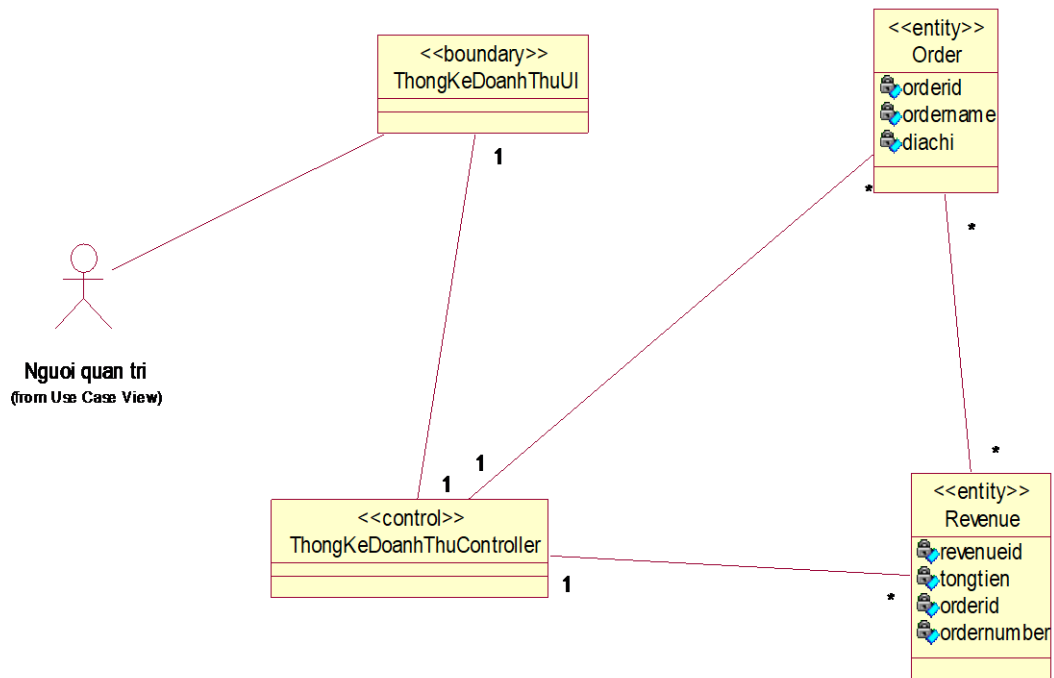 <<boundary>>
ThongKeDoanhThuUI
1
<<entity>>
Order
orderid
ordername
diachi
*
*
Nguoi quan tri
(from Use Case View)
1
1
<<control>>
ThongKeDoanhThuController
1
*
*
<<entity>>
Revenue
revenueid
tongtien
orderid
ordernumber